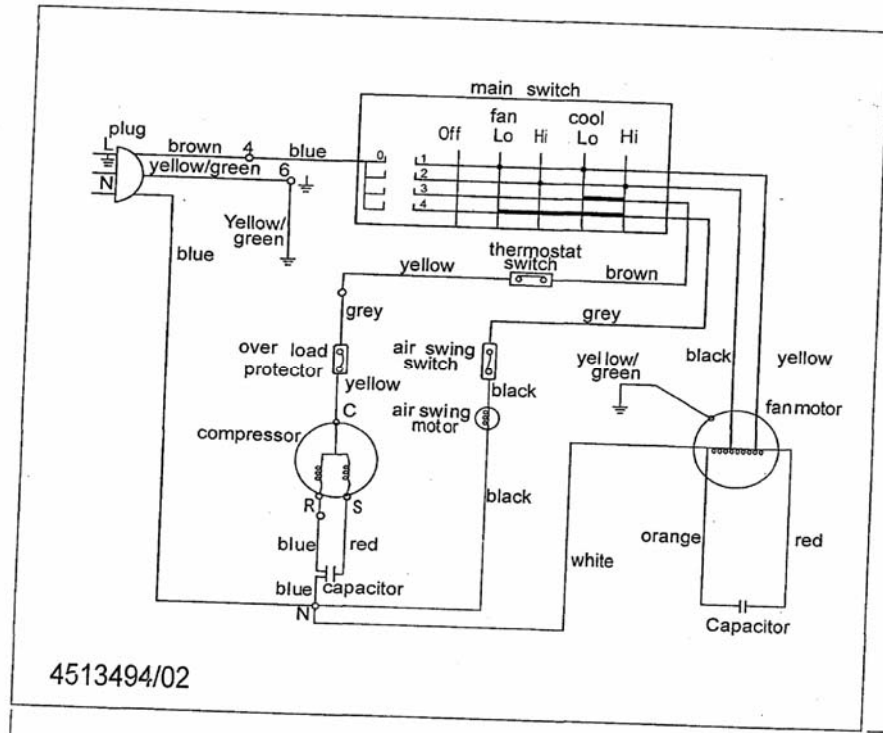 main switch
plug
fan
cool
Off Lo Hi Lo Hi
L
brown 4 blue
0
1
yellow/green 6
2
N
3
4
Yellow/
green
blue
thermostat
switch
yellow
brown
grey
grey
over load
protector
air swing
switch
yellow
black
yellow/
green
black
yellow
C
air swing
motor
fan motor
compressor
R
S
black
blue
red
orange
red
white
blue
capacitor
N
Capacitor
4513494/02